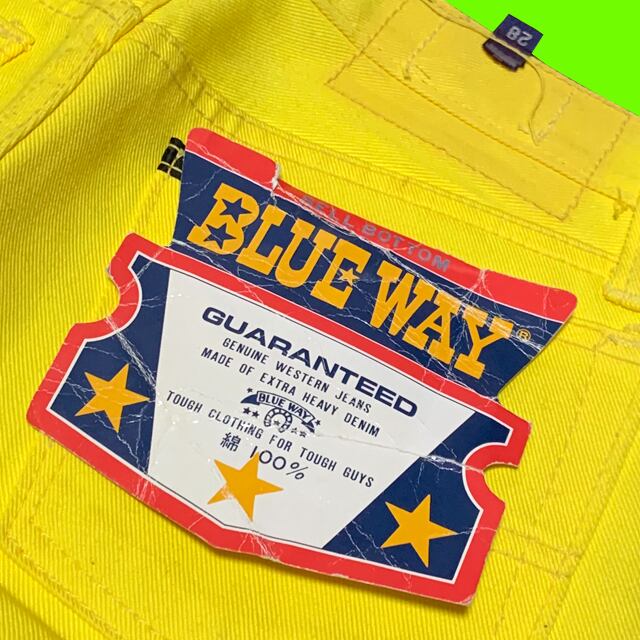 28
BELL BOTTOM
BLUE WAY®
GUARANTEED
GENUINE WESTERN JEANS
MADE OF EXTRA HEAVY DENIM
BLUE WAY
TOUGH CLOTHING FOR TOUGH GUYS
綿 100%